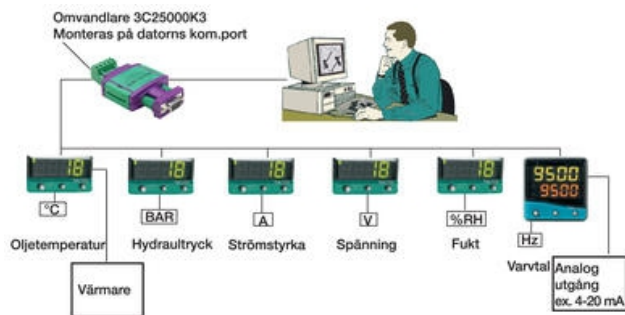 Omvandlare 3C25000K3
Monteras på datorns kom.port
18
18
18
18
18
9500
9500
°C
BAR
A
V
%RH
Hz
Oljetemperatur
Hydraultryck
Strömstyrka
Spänning
Fukt
Varvtal
Värmare
Analog
utgång
ex. 4-20 mA